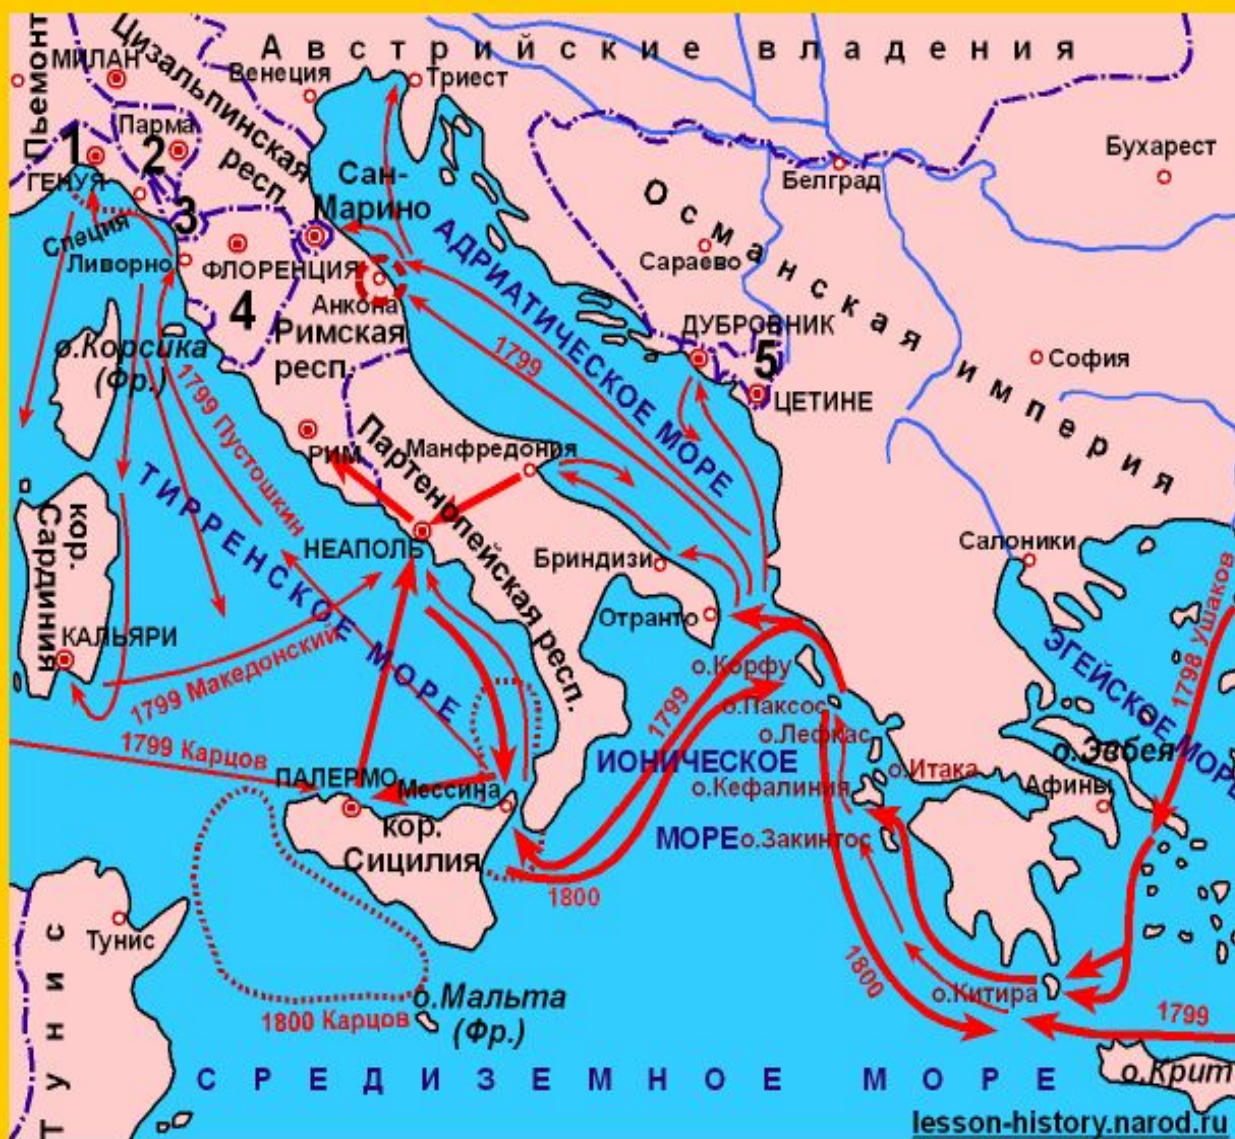 Австрийские владения
Пьемонт
МИЛАН
Цизальпинская
респ.
Венеция
Триест
Бухарест
Парма
1
2
ГЕНУЯ
Белград
Сан-
Марино
Османская империя
3
Специя
Ливорно
ФЛОРЕНЦИЯ
Сараево
АДРИАТИЧЕСКОЕ МОРЕ
4
Анкона
Римская
респ.
ДУБРОВНИК
5
1799
София
о.Корсика
(Фр.)
ЦЕТИНЕ
1799 Пустошкин
РИМ
Партенопейская респ.
Манфредония
ТИРРЕНСКОЕ МОРЕ
кор.
Сардиния
НЕАПОЛЬ
Бриндизи
Салоники
1798 Ушаков
Отранто
КАЛЬЯРИ
ЭГЕЙСКОЕ МОРЕ
1799 Македонский
о.Корфу
1799
о.Паксос
о.Лефкас
1799 Карцов
ИОНИЧЕСКОЕ
МОРЕ
о.Эвбея
о.Итака
ПАЛЕРМО
Мессина
о.Кефалиния
Афины
кор.
Сицилия
о.Закинтос
1800
ТУНИС
Тунис
1800
о.Мальта
(Фр.)
о.Китира
1800 Карцов
1799
СРЕДИЗЕМНОЕ МОРЕ
о.Крит
lesson-history.narod.ru